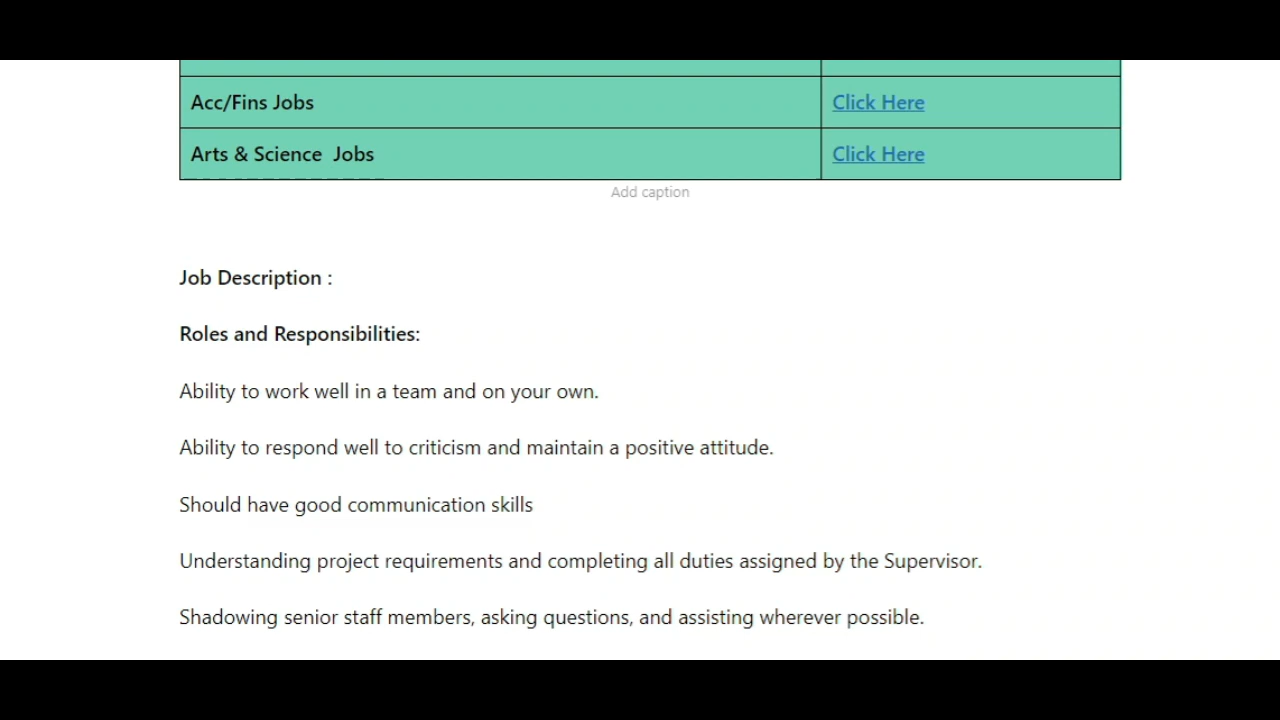 Acc/Fins Jobs Click Here
Arts & Science Jobs Click Here
Add caption
Job Description :
Roles and Responsibilities:
Ability to work well in a team and on your own.
Ability to respond well to criticism and maintain a positive attitude.
Should have good communication skills
Understanding project requirements and completing all duties assigned by the Supervisor.
Shadowing senior staff members, asking questions, and assisting wherever possible.